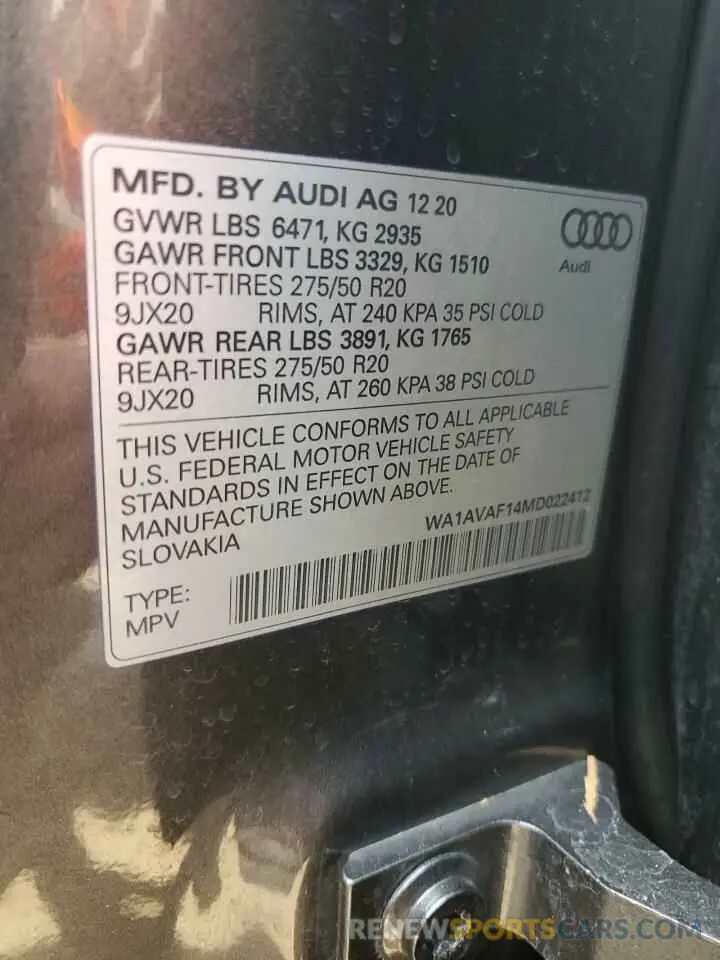 MFD. BY AUDI AG 12 20
GVWR LBS 6471, KG 2935
GAWR FRONT LBS 3329, KG 1510
FRONT-TIRES 275/50 R20
9JX20 RIMS, AT 240 KPA 35 PSI COLD
GAWR REAR LBS 3891, KG 1765
REAR-TIRES 275/50 R20
9JX20 RIMS, AT 260 KPA 38 PSI COLD
Audi
THIS VEHICLE CONFORMS TO ALL APPLICABLE
U.S. FEDERAL MOTOR VEHICLE SAFETY
STANDARDS IN EFFECT ON THE DATE OF
MANUFACTURE SHOWN ABOVE.
SLOVAKIA
WA1AVAF14MD022412
TYPE:
MPV
RENEWSPORTSCARS.COM